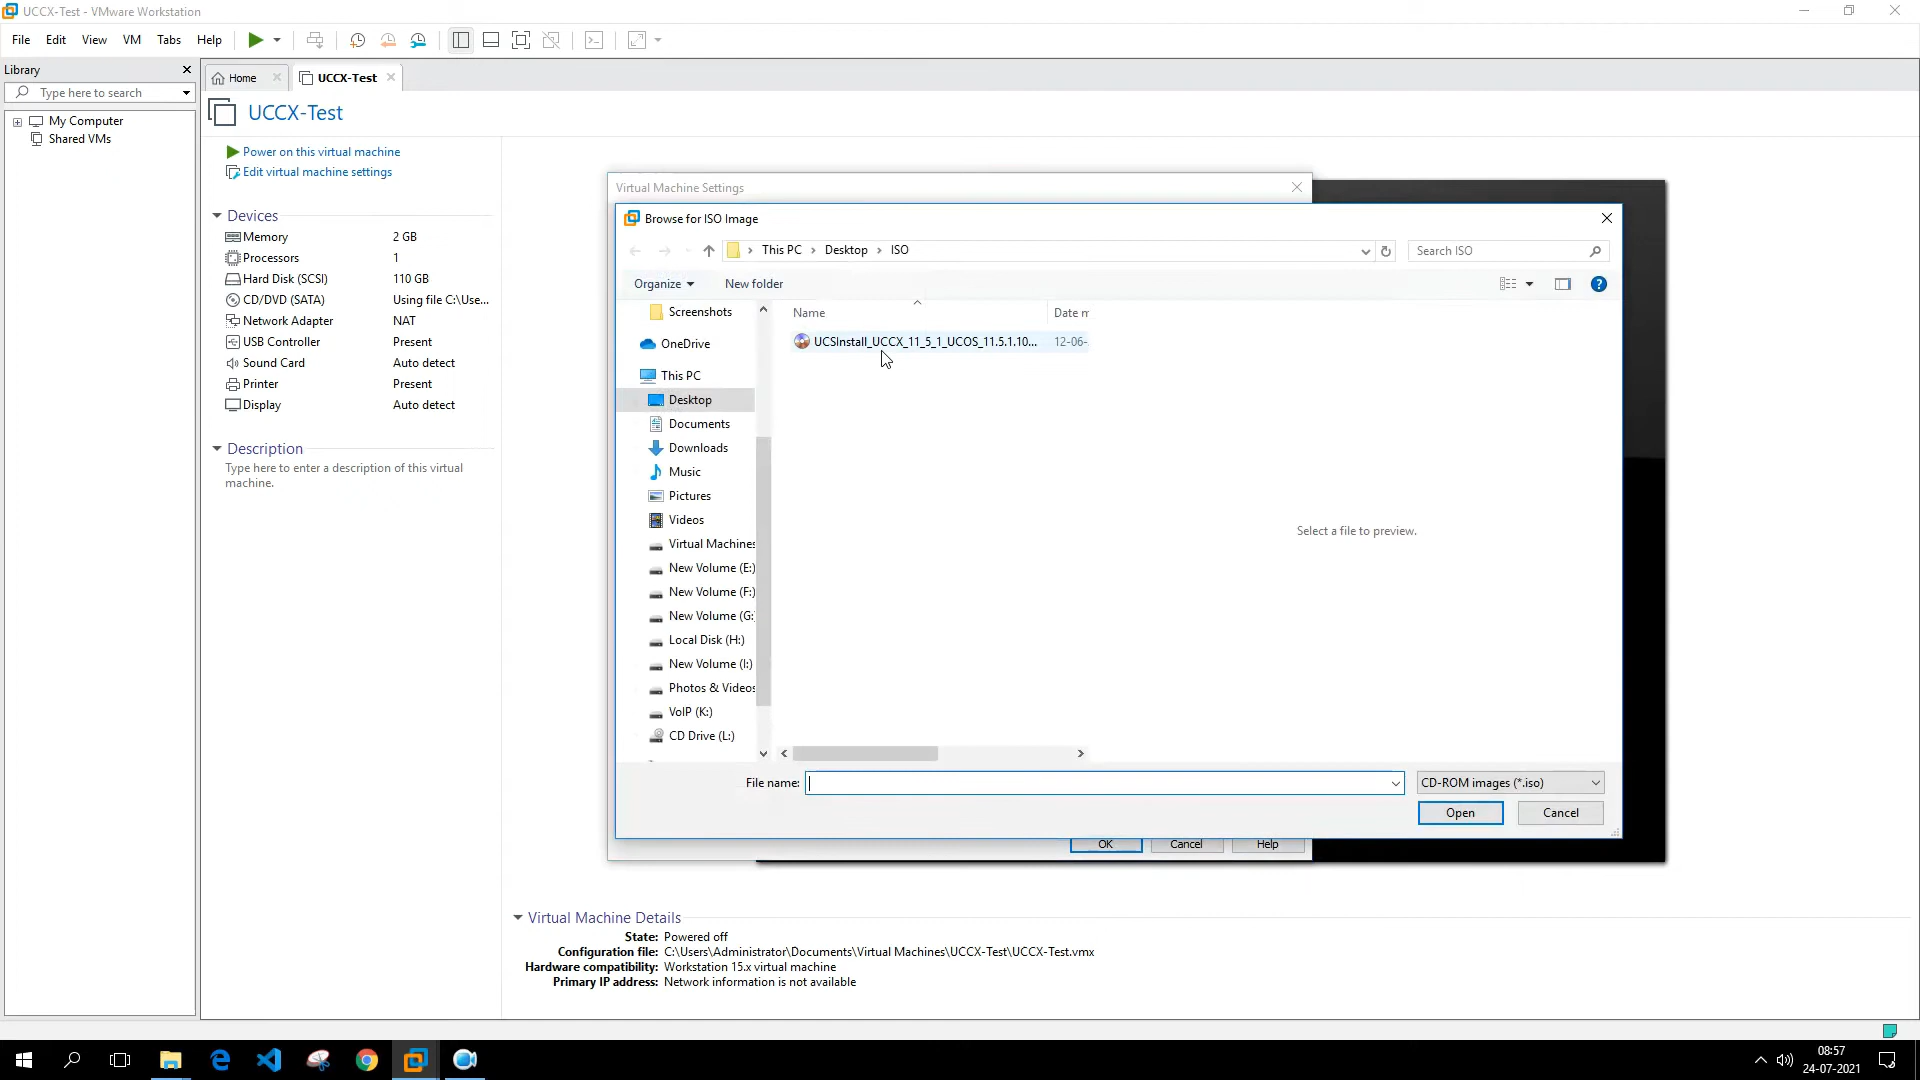 UCCX-Test - VMware Workstation
File Edit View VM Tabs Help
Library
Type here to search
My Computer
Shared VMs
Home
UCCX-Test
UCCX-Test
Power on this virtual machine
Edit virtual machine settings
Devices
Memory 2 GB
Processors 1
Hard Disk (SCSI) 110 GB
CD/DVD (SATA) Using file C:\Use...
Network Adapter NAT
USB Controller Present
Sound Card Auto detect
Printer Present
Display Auto detect
Description
Type here to enter a description of this virtual
machine.
Virtual Machine Settings
Browse for ISO Image
This PC > Desktop > ISO
Search ISO
Organize New folder
Screenshots
OneDrive
This PC
Desktop
Documents
Downloads
Music
Pictures
Videos
Virtual Machines
New Volume (E:)
New Volume (F:)
New Volume (G:
Local Disk (H:)
New Volume (I:)
Photos & Videos
VoIP (K:)
CD Drive (L:)
Name Date m
UCSInstall_UCCX_11_5_1_UCOS_11.5.1.10... 12-06-
Select a file to preview.
File name:
CD-ROM images (*.iso)
Open Cancel
OK Cancel Help
Virtual Machine Details
State: Powered off
Configuration file: C:\Users\Administrator\Documents\Virtual Machines\UCCX-Test\UCCX-Test.vmx
Hardware compatibility: Workstation 15.x virtual machine
Primary IP address: Network information is not available
08:57
24-07-2021